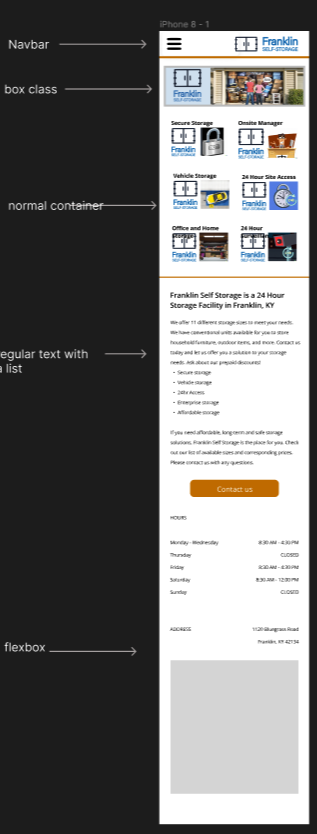 iPhone 8 - 1
Navbar
Franklin
SELF-STORAGE
box class
Franklin
SELF-STORAGE
Secure Storage
Onsite Manager
Franklin
SELF-STORAGE
Franklin
SELF-STORAGE
Vehicle Storage
24 Hour Site Access
Franklin
SELF-STORAGE
Franklin
SELF-STORAGE
normal container
Office and Home
24 Hour
Franklin
SELF-STORAGE
Franklin
SELF-STORAGE
Franklin Self Storage is a 24 Hour
Storage Facility in Franklin, KY
We offer 11 different storage sizes to meet your needs.
We have conventional units available for you to store
household furniture, outdoor items, and more. Contact us
today and let us offer you a solution to your storage
needs. Ask about our prepaid discounts!
egular text with
a list
• Secure storage
• Vehicle storage
• 24hr Access
• Enterprise storage
• Affordable storage
If you need affordable, long-term and safe storage
solutions, Franklin Self Storage is the place for you. Check
out our list of available sizes and corresponding prices.
Please contact us with any questions.
Contact us
HOURS
Monday - Wednesday 8:30 AM - 4:30 PM
Thursday CLOSED
Friday 8:30 AM - 4:30 PM
Saturday 8:30 AM - 12:00 PM
Sunday CLOSED
ADDRESS 1120 Bluegrass Road
Franklin, KY 42134
flexbox